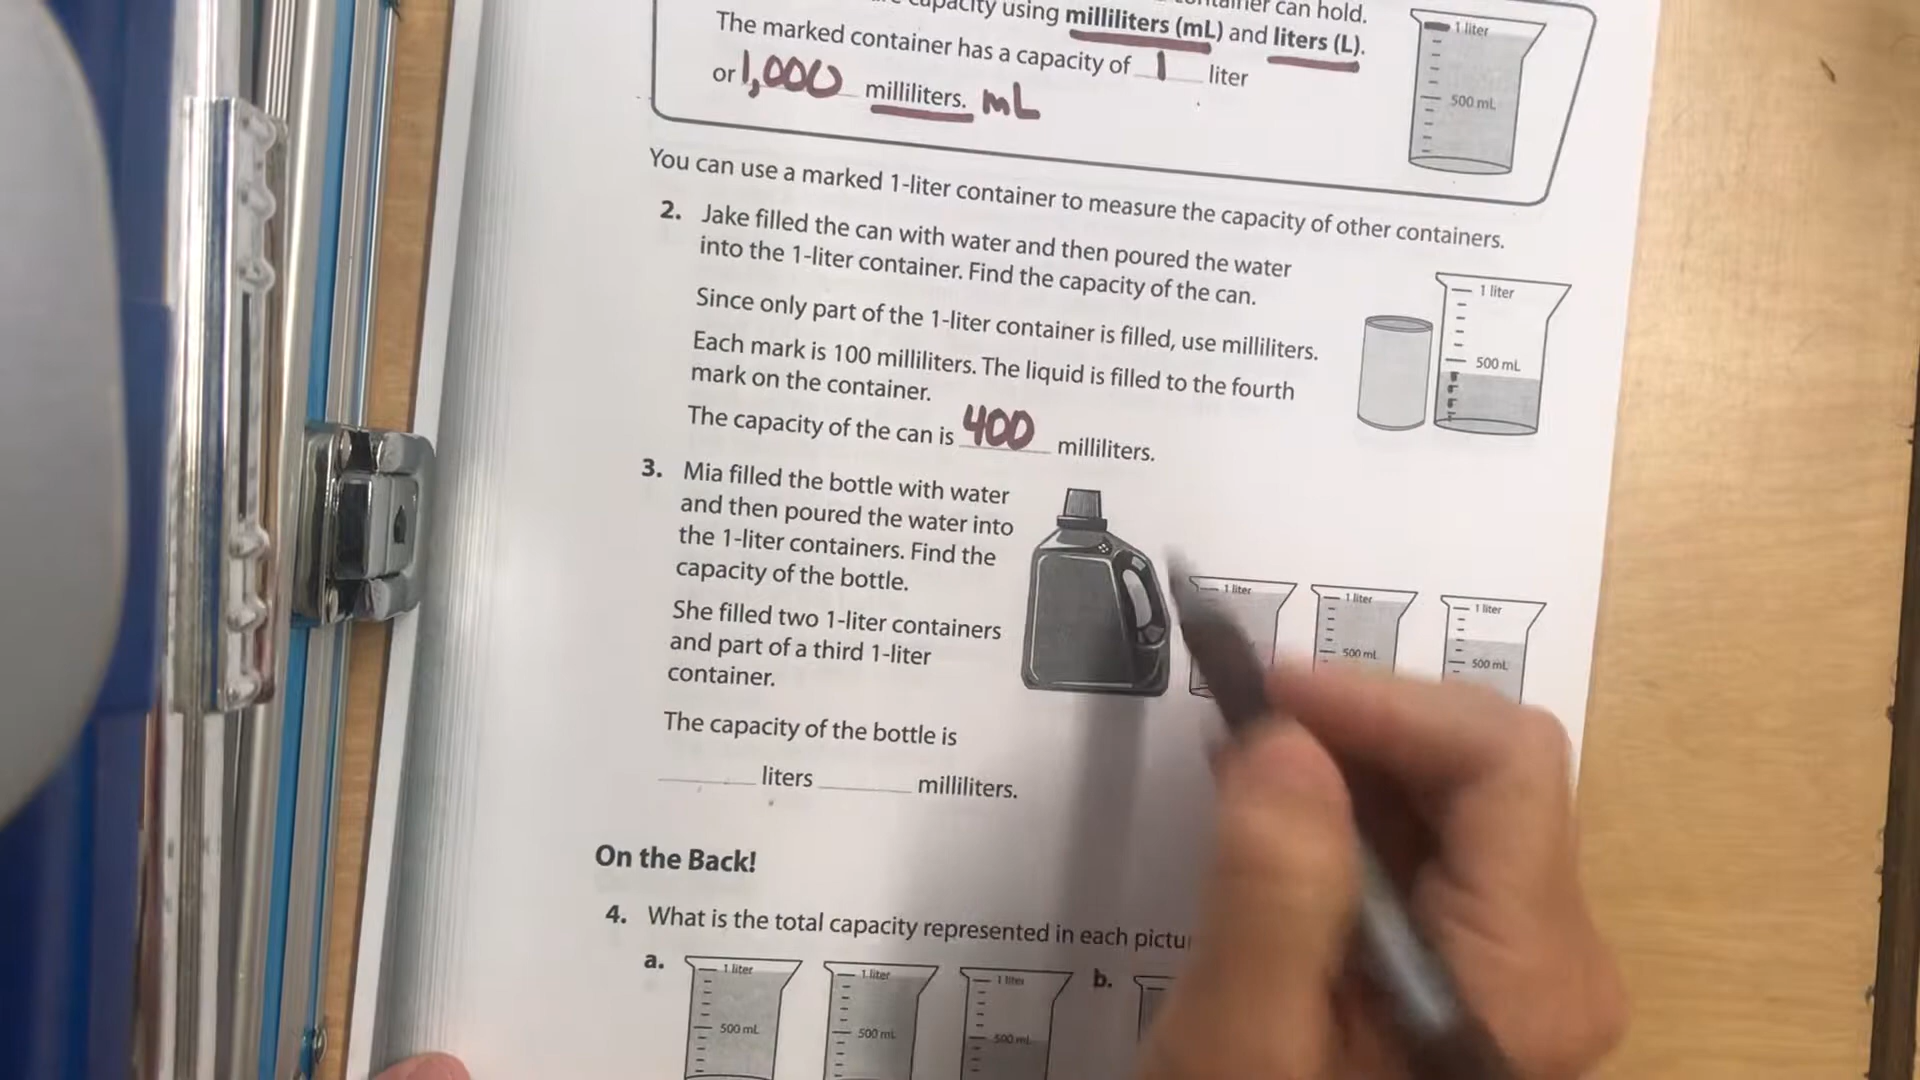 capacity using milliliters (mL) and liters (L).
container can hold.
The marked container has a capacity of 1 liter
or 1,000 milliliters. mL
1 liter
500 mL
You can use a marked 1-liter container to measure the capacity of other containers.
2. Jake filled the can with water and then poured the water
into the 1-liter container. Find the capacity of the can.
Since only part of the 1-liter container is filled, use milliliters.
Each mark is 100 milliliters. The liquid is filled to the fourth
mark on the container.
The capacity of the can is 400 milliliters.
1 liter
500 mL
3. Mia filled the bottle with water
and then poured the water into
the 1-liter containers. Find the
capacity of the bottle.
She filled two 1-liter containers
and part of a third 1-liter
container.
The capacity of the bottle is
liters milliliters.
1 liter
1 liter
500 mL
1 liter
500 mL
On the Back!
4. What is the total capacity represented in each
a.
1 liter
500 mL
1 liter
500 mL
1 liter
500 mL
b.